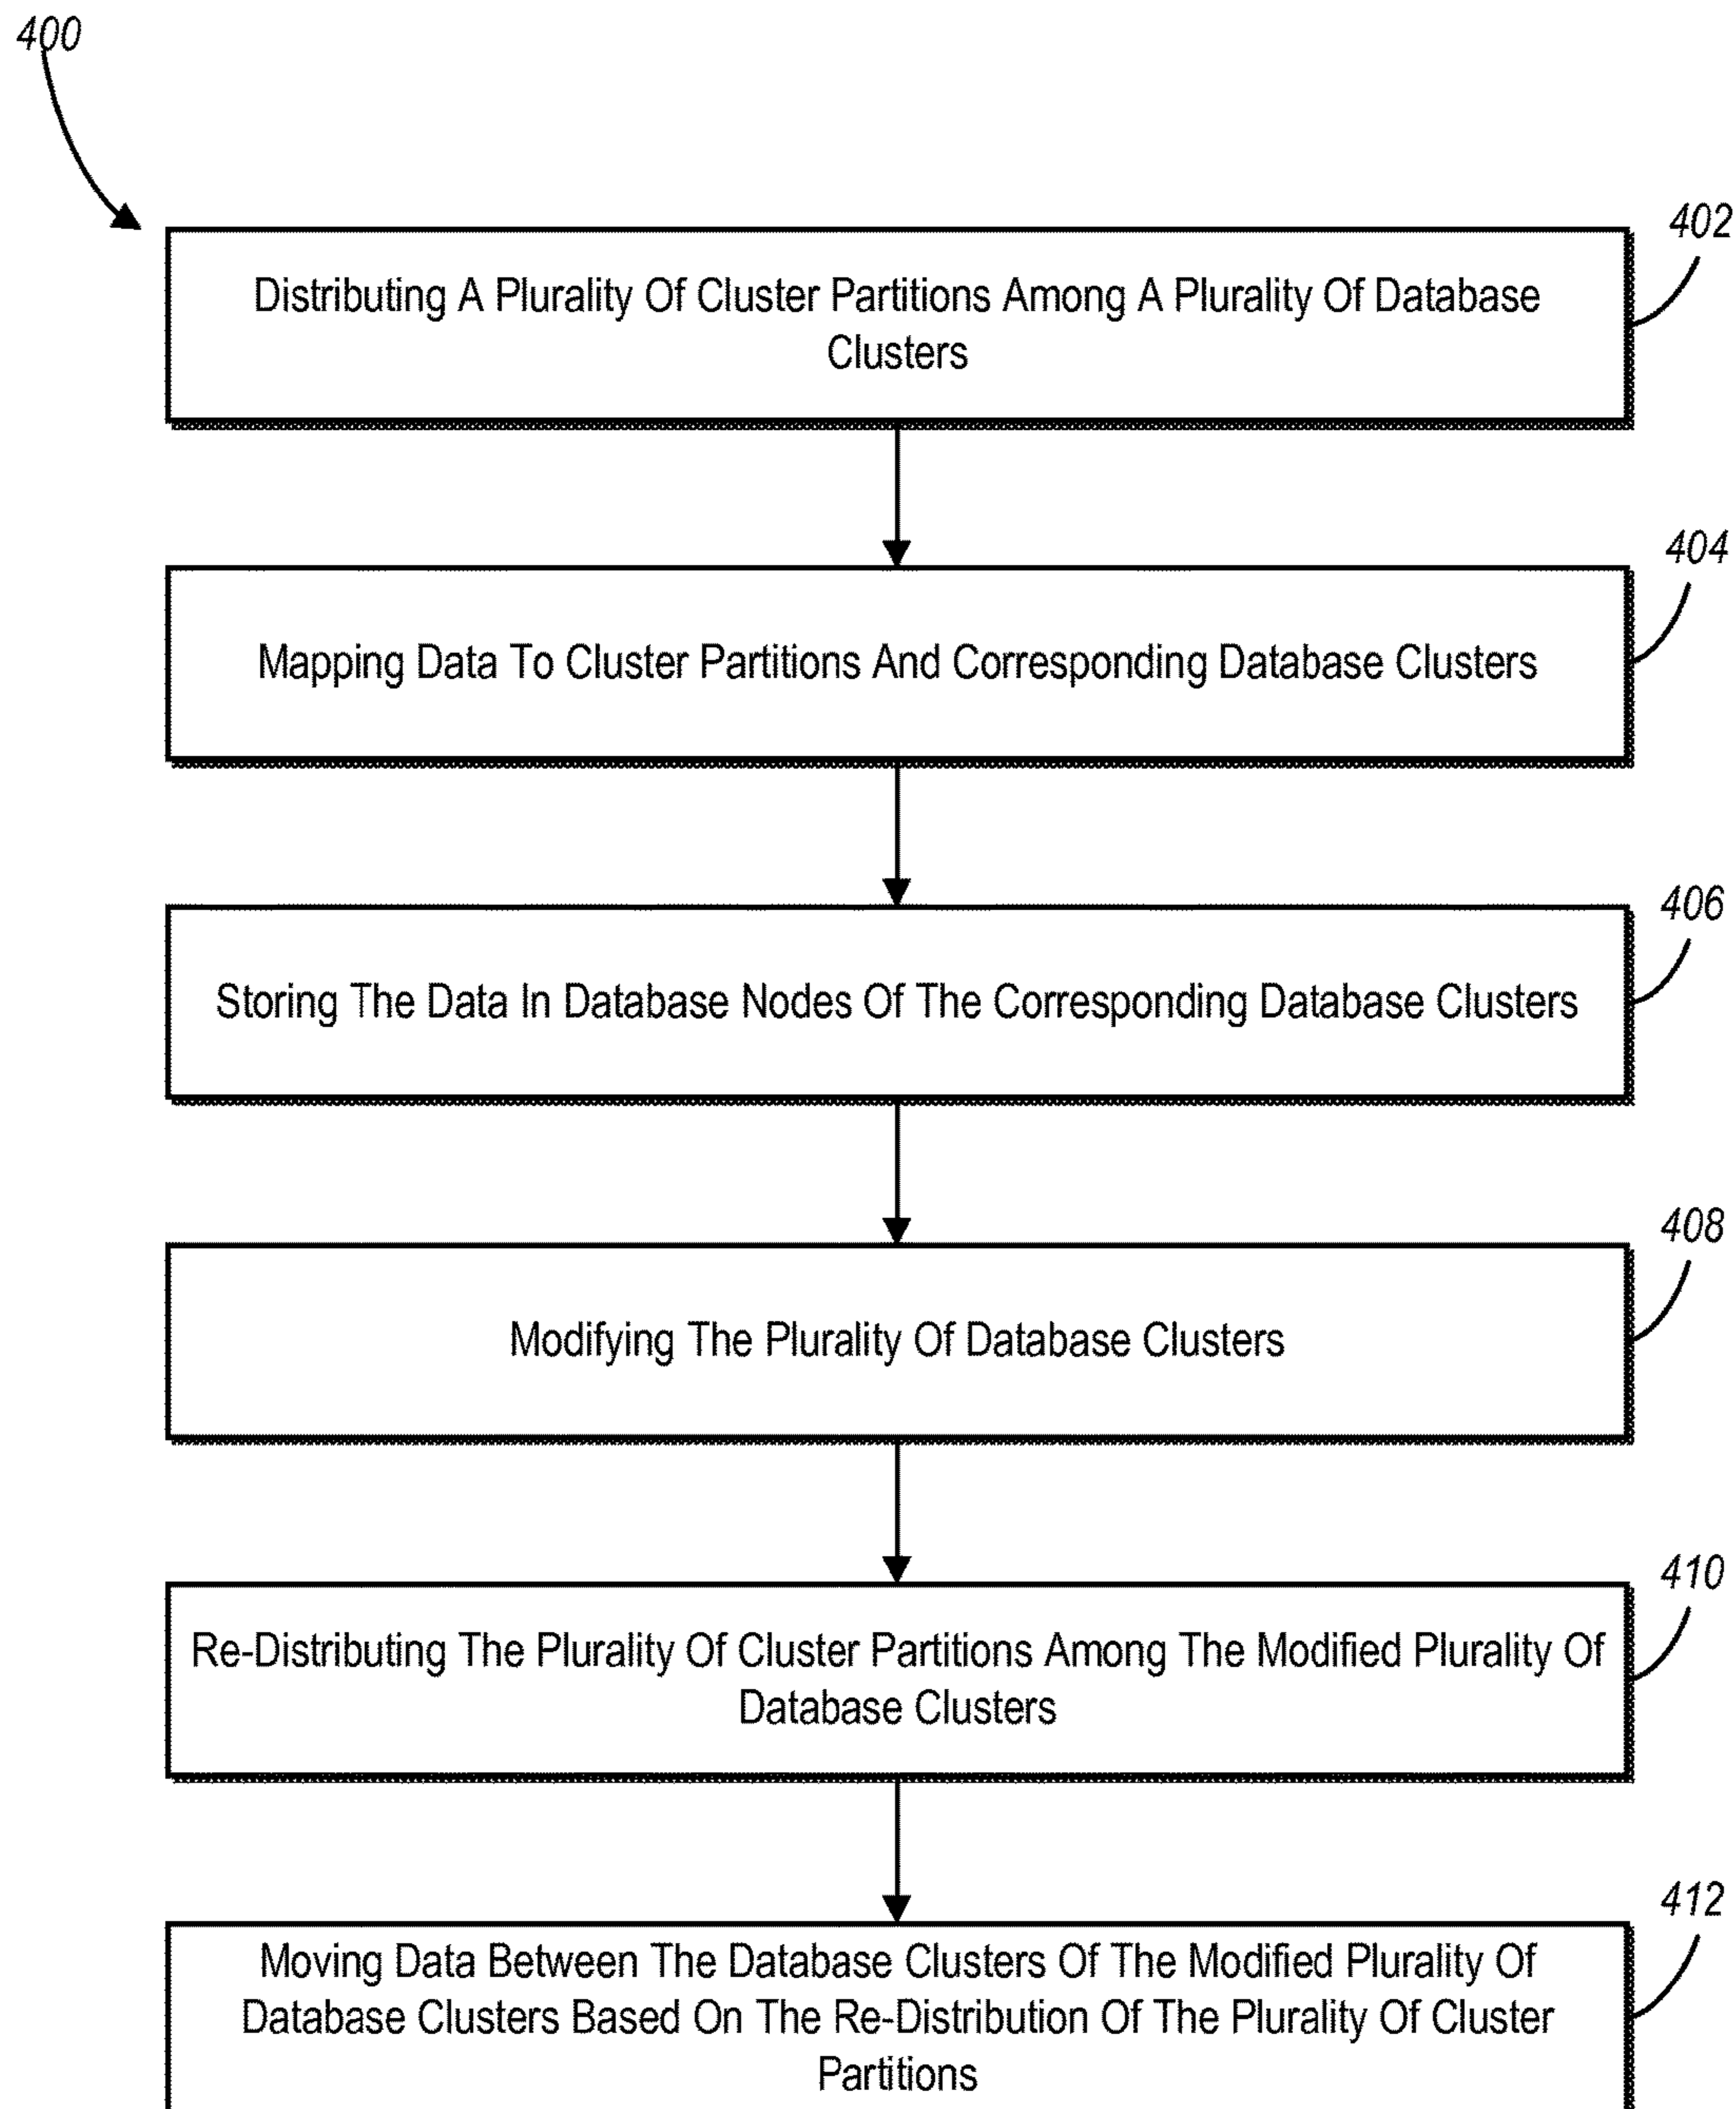 400
402
Distributing A Plurality Of Cluster Partitions Among A Plurality Of Database
Clusters
404
Mapping Data To Cluster Partitions And Corresponding Database Clusters
406
Storing The Data In Database Nodes Of The Corresponding Database Clusters
408
Modifying The Plurality Of Database Clusters
410
Re-Distributing The Plurality Of Cluster Partitions Among The Modified Plurality Of
Database Clusters
412
Moving Data Between The Database Clusters Of The Modified Plurality Of
Database Clusters Based On The Re-Distribution Of The Plurality Of Cluster
Partitions